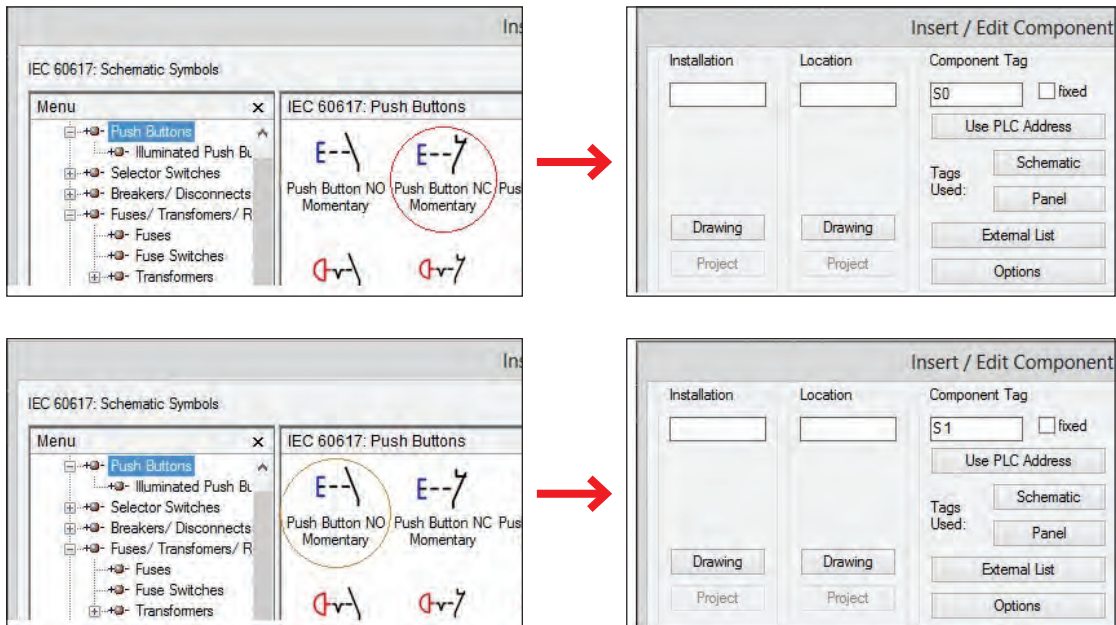 Ins
IEC 60617: Schematic Symbols
Menu x
IEC 60617: Push Buttons
Push Buttons
Illuminated Push Bu
Selector Switches
Breakers/ Disconnects
Fuses/ Transfomers/ R
Fuses
Fuse Switches
Transformers
Push Button NO Push Button NC Pus
Momentary Momentary
Insert / Edit Component
Installation Location Component Tag
S0 fixed
Use PLC Address
Tags
Used:
Schematic
Panel
Drawing Drawing External List
Project Project Options
Ins
IEC 60617: Schematic Symbols
Menu x
IEC 60617: Push Buttons
Push Buttons
Illuminated Push Bu
Selector Switches
Breakers/ Disconnects
Fuses/ Transfomers/ R
Fuses
Fuse Switches
Transformers
Push Button NO Push Button NC Pus
Momentary Momentary
Insert / Edit Component
Installation Location Component Tag
S1 fixed
Use PLC Address
Tags
Used:
Schematic
Panel
Drawing Drawing External List
Project Project Options